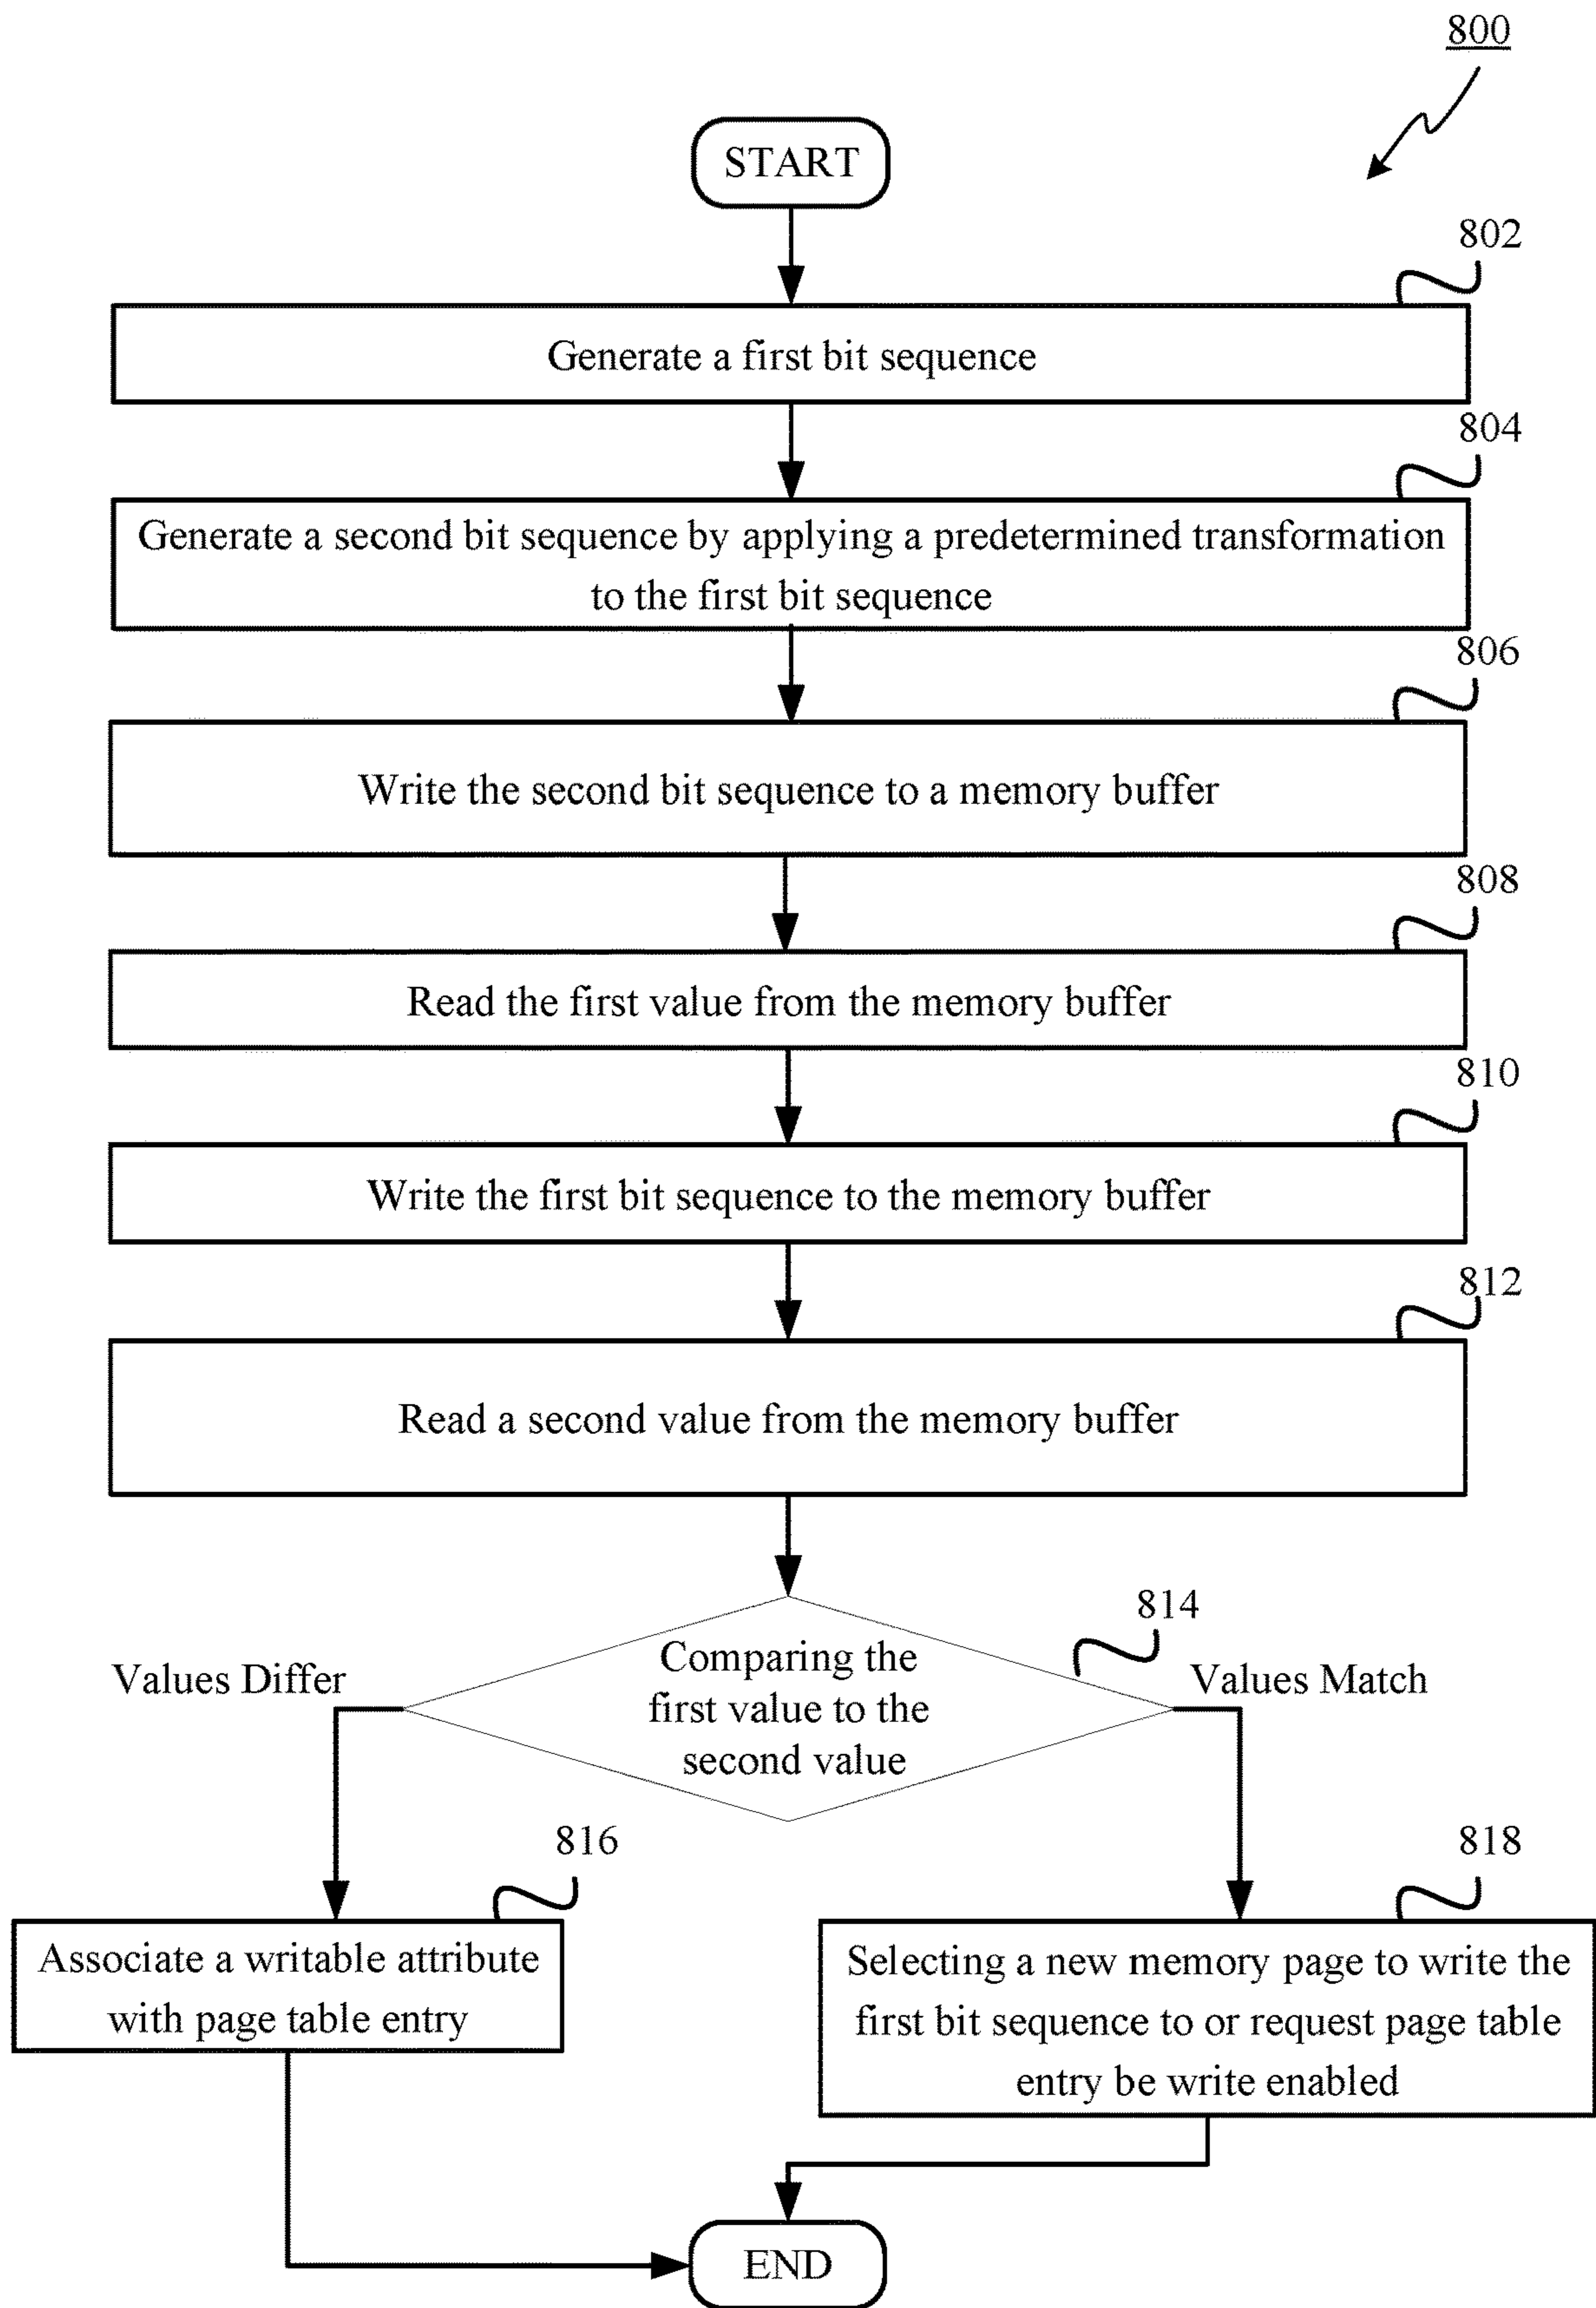 800
START
802
Generate a first bit sequence
804
Generate a second bit sequence by applying a predetermined transformation
to the first bit sequence
806
Write the second bit sequence to a memory buffer
808
Read the first value from the memory buffer
810
Write the first bit sequence to the memory buffer
812
Read a second value from the memory buffer
814
Comparing the
first value to the
second value
Values Differ
Values Match
816
818
Associate a writable attribute
with page table entry
Selecting a new memory page to write the
first bit sequence to or request page table
entry be write enabled
END